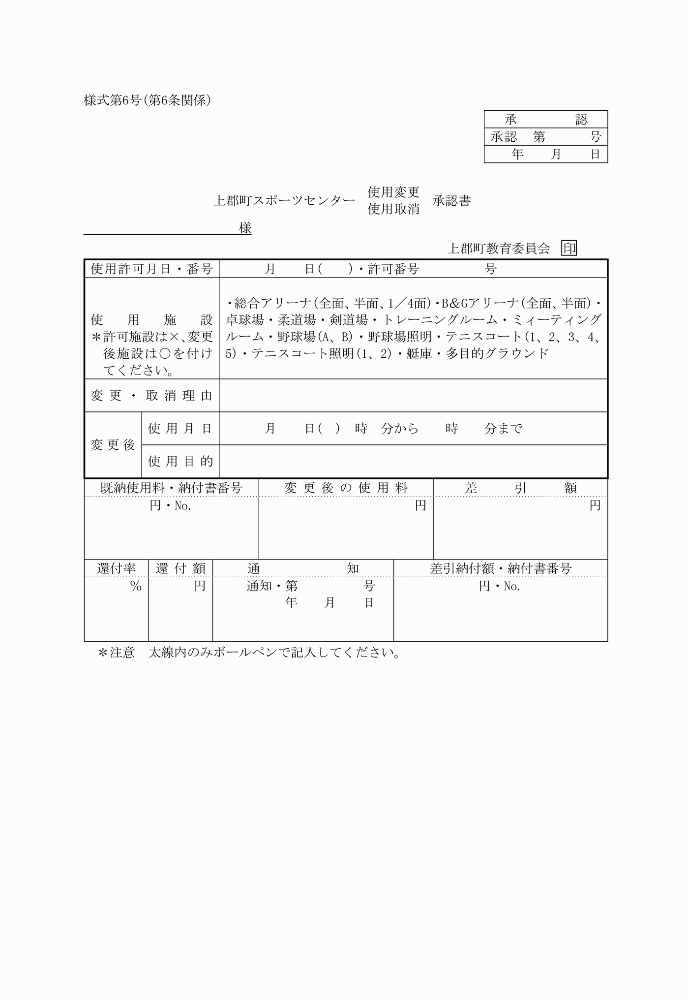 様式第6号(第6条関係)
承　認
承認　第　号
年　月　日
上郡町スポーツセンター　使用変更　承認書
使用取消
様
上郡町教育委員会　印
使用許可月日・番号　月　日(　)・許可番号　号
使用施設
＊許可施設は×、変更
後施設は○を付け
てください。
・総合アリーナ(全面、半面、1／4面)・B＆Gアリーナ(全面、半面)・
卓球場・柔道場・剣道場・トレーニングルーム・ミィーティング
ルーム・野球場(A、B)・野球場照明・テニスコート(1、2、3、4、
5)・テニスコート照明(1、2)・艇庫・多目的グラウンド
変更・取消理由
変更後
使用月日　月　日(　)　時　分から　時　分まで
使用目的
既納使用料・納付書番号　変更後の使用料　差引額
円・No.　円　円
還付率　還付額　通知　差引納付額・納付書番号
％　円　通知・第　号　円・No.
年　月　日
＊注意　太線内のみボールペンで記入してください。